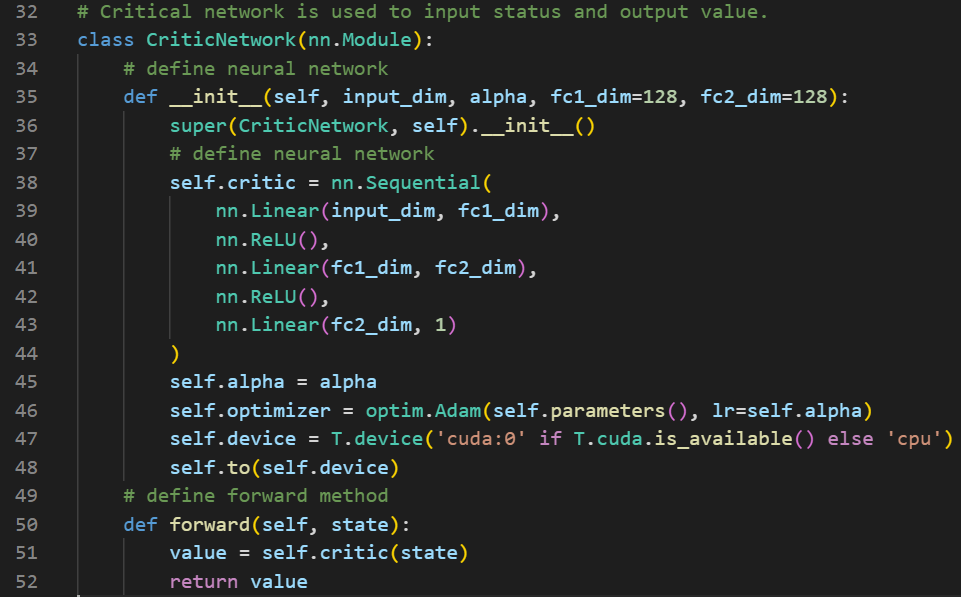 32 # Critical network is used to input status and output value.
33 class CriticNetwork(nn.Module):
34     # define neural network
35     def __init__(self, input_dim, alpha, fc1_dim=128, fc2_dim=128):
36         super(CriticNetwork, self).__init__()
37         # define neural network
38         self.critic = nn.Sequential(
39             nn.Linear(input_dim, fc1_dim),
40             nn.ReLU(),
41             nn.Linear(fc1_dim, fc2_dim),
42             nn.ReLU(),
43             nn.Linear(fc2_dim, 1)
44         )
45         self.alpha = alpha
46         self.optimizer = optim.Adam(self.parameters(), lr=self.alpha)
47         self.device = T.device('cuda:0' if T.cuda.is_available() else 'cpu')
48         self.to(self.device)
49     # define forward method
50     def forward(self, state):
51         value = self.critic(state)
52         return value